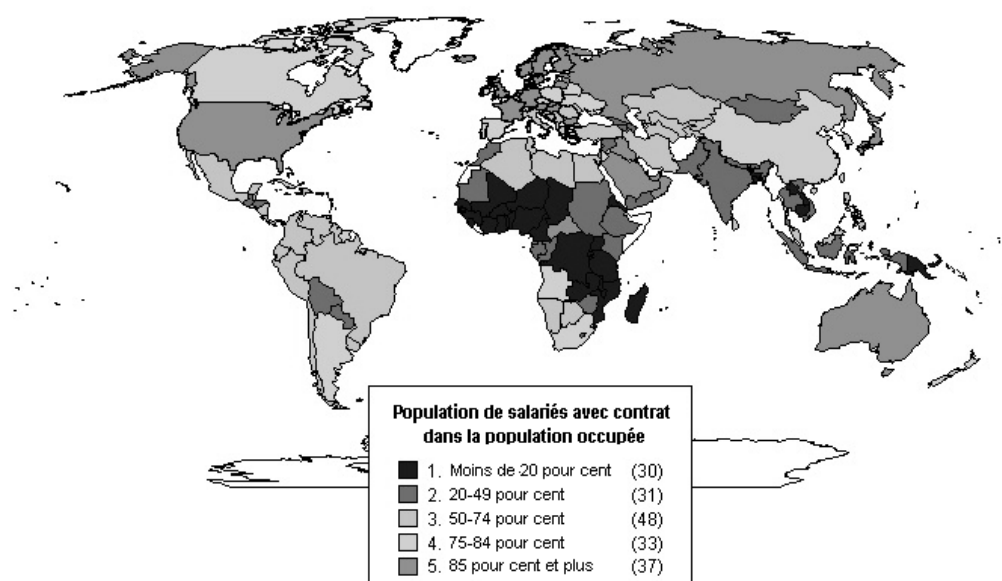 Population de salariés avec contrat
dans la population occupée
1. Moins de 20 pour cent (30)
2. 20-49 pour cent (31)
3. 50-74 pour cent (48)
4. 75-84 pour cent (33)
5. 85 pour cent et plus (37)